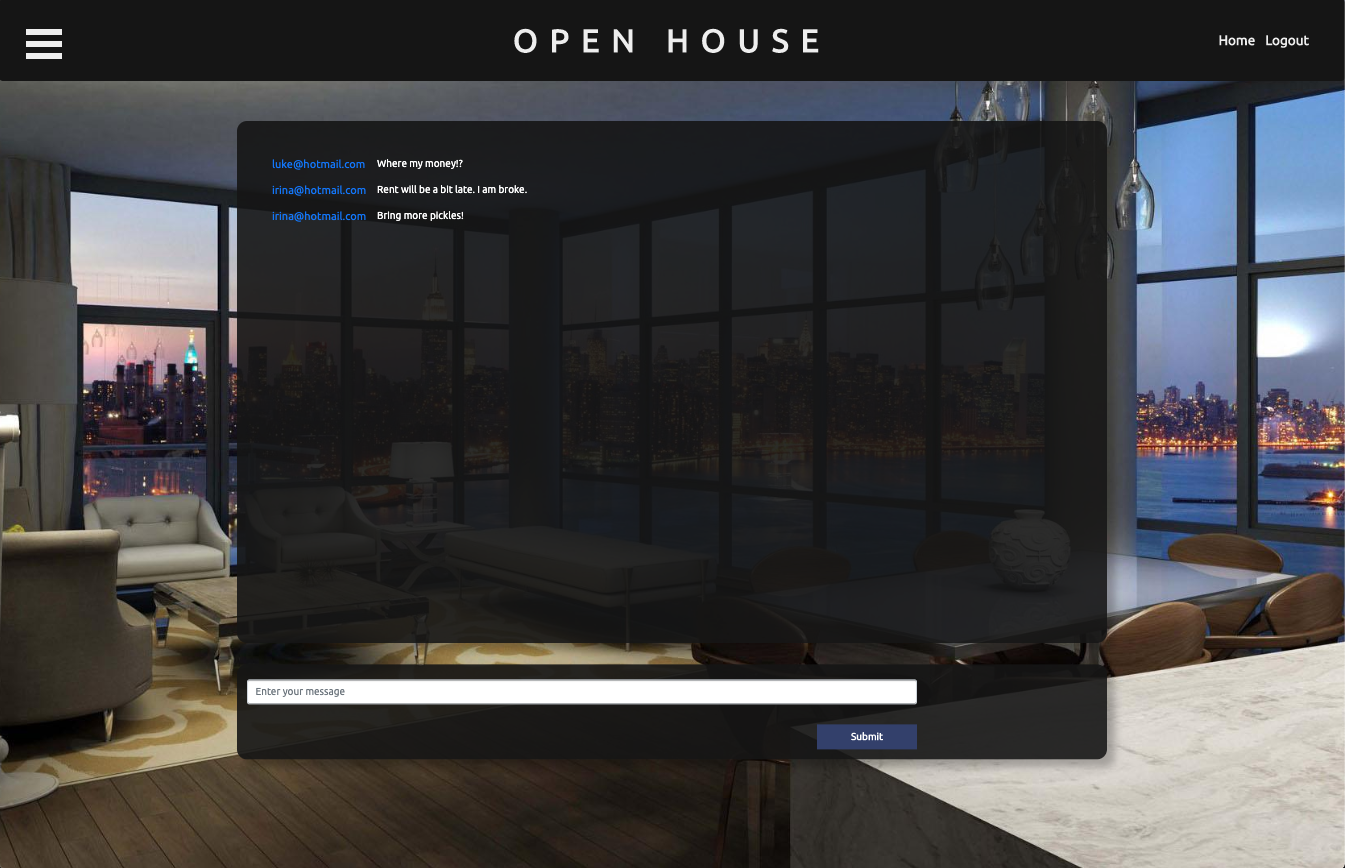 OPEN HOUSE
Home Logout
luke@hotmail.com Where my money!?
irina@hotmail.com Rent will be a bit late. I am broke.
irina@hotmail.com Bring more pickles!
Enter your message
Submit